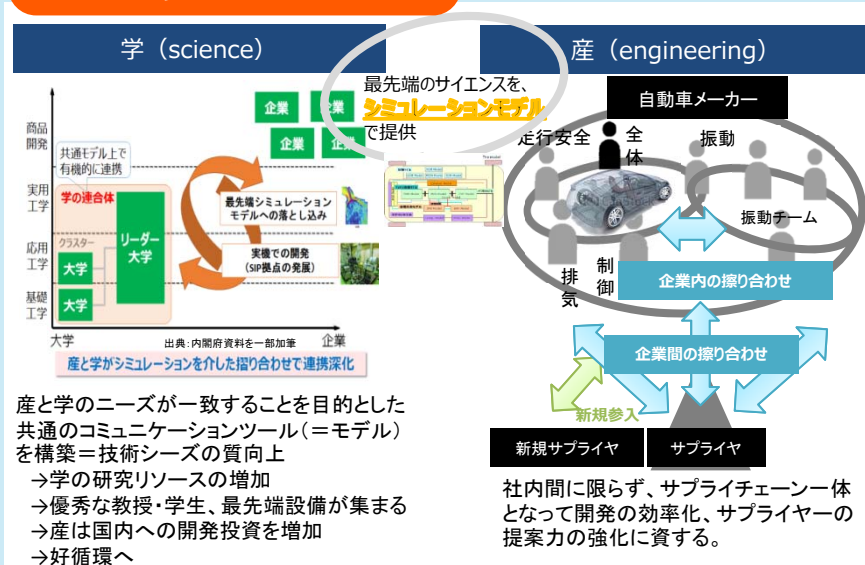 学（science）
産（engineering）
最先端のサイエンスを、
シミュレーションモデル
で提供
商品
開発
実用
工学
応用
工学
基礎
工学
共通モデル上で
有機的に連携
学の連合体
クラスター
大学
大学
リーダー
大学
企業
企業
企業
企業
最先端シミュレーション
モデルへの落とし込み
実機での開発
(SIP拠点の発展)
大学
出典:内閣府資料を一部加筆
企業
産と学がシミュレーションを介した摺り合わせで連携深化
自動車メーカー
走行安全
全体
振動
振動チーム
排気
制御
企業内の擦り合わせ
企業間の擦り合わせ
新規参入
新規サプライヤ
サプライヤ
産と学のニーズが一致することを目的とした
共通のコミュニケーションツール(＝モデル)
を構築＝技術シーズの質向上
→学の研究リソースの増加
→優秀な教授・学生、最先端設備が集まる
→産は国内への開発投資を増加
→好循環へ
社内間に限らず、サプライチェーン一体
となって開発の効率化、サプライヤーの
提案力の強化に資する。